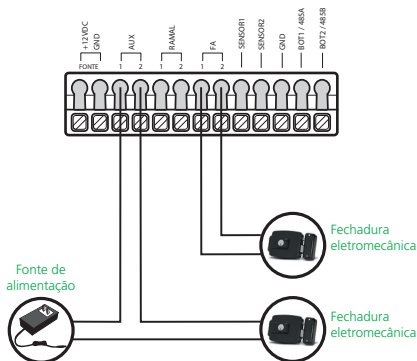 +12VDC
GND
AUX
RAMAL
FA
SENSOR1
SENSOR2
GND
BOT1 / 485A
BOT2 / 485B
FONTE
1
2
1
2
1
2
Fechadura
eletromecânica
Fonte de
alimentação
Fechadura
eletromecânica